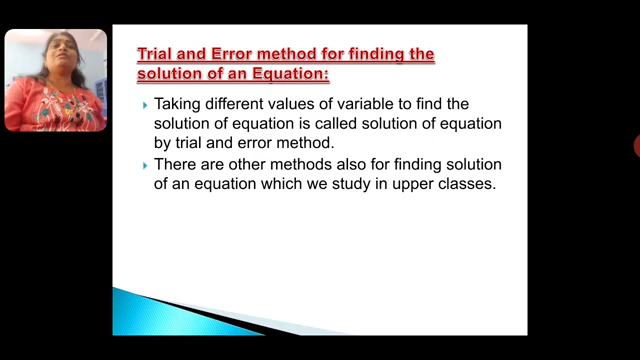 Trial and Error method for finding the
solution of an Equation:
Taking different values of variable to find the
solution of equation is called solution of equation
by trial and error method.
There are other methods also for finding solution
of an equation which we study in upper classes.